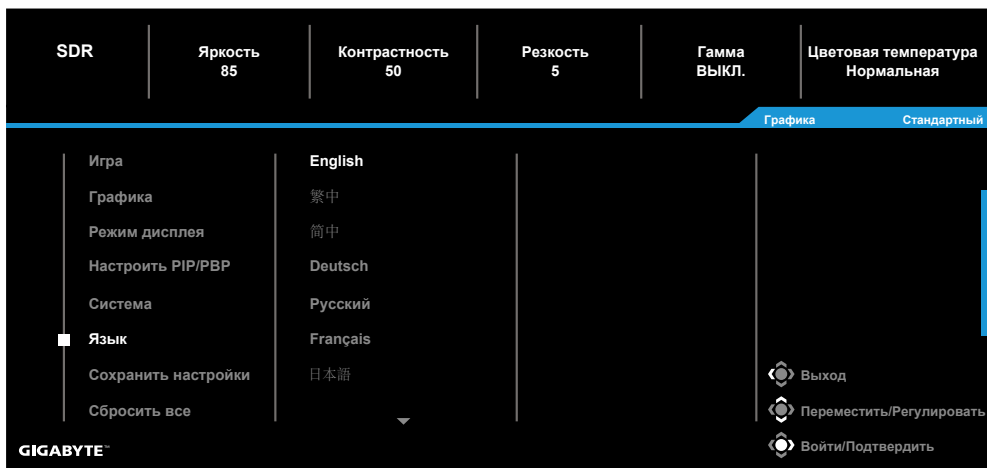 SDR
Яркость
85
Контрастность
50
Резкость
5
Гамма
ВЫКЛ.
Цветовая температура
Нормальная
Графика
Стандартный
Игра
Графика
Режим дисплея
Настроить PIP/PBP
Система
Язык
Сохранить настройки
Сбросить все
English
繁中
简中
Deutsch
Русский
Français
日本語
Выход
Переместить/Регулировать
Войти/Подтвердить
GIGABYTE™